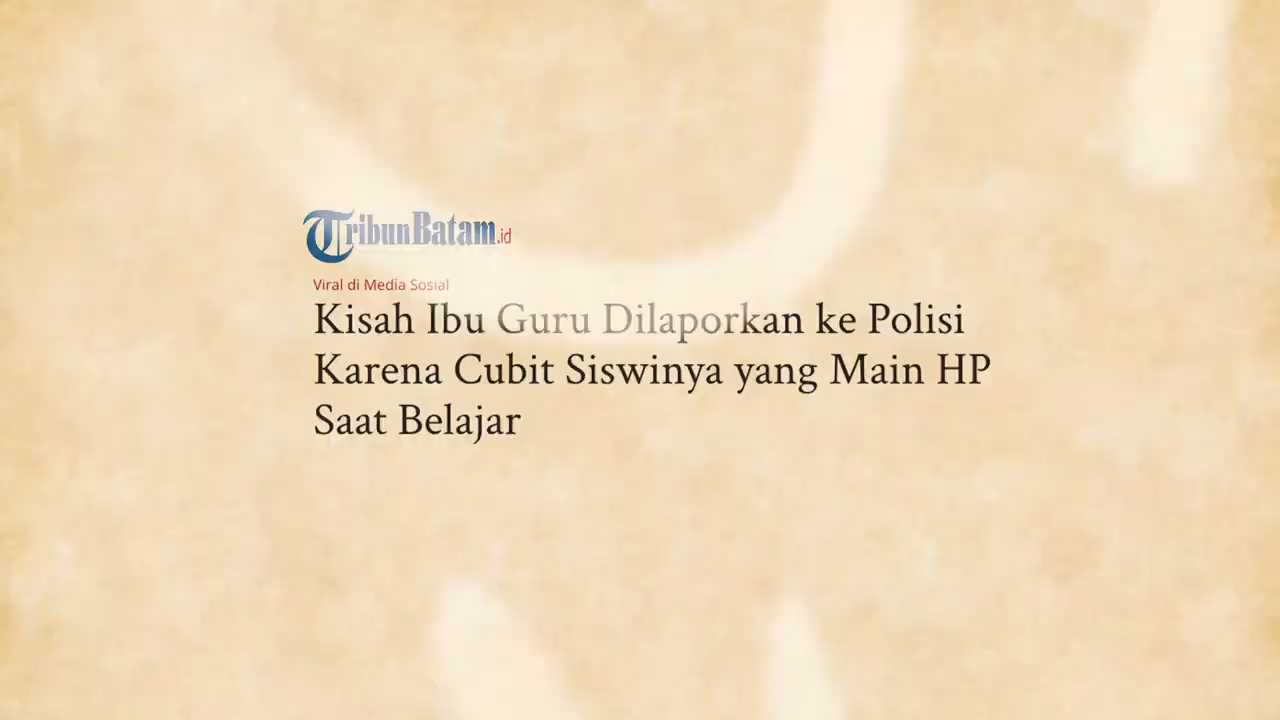 TribunBatam.id
Viral di Media Sosial
Kisah Ibu Guru Dilaporkan ke Polisi
Karena Cubit Siswinya yang Main HP
Saat Belajar